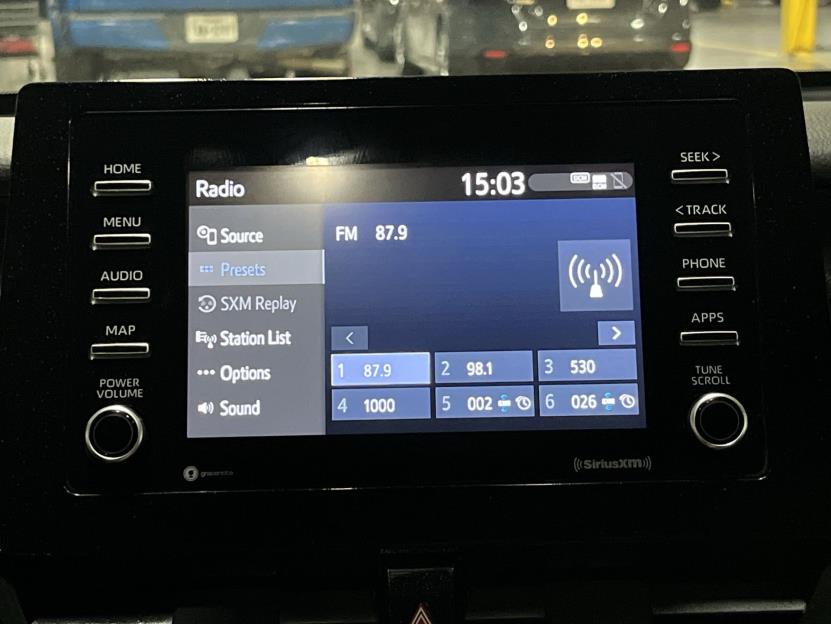 HOME
MENU
AUDIO
MAP
POWER
VOLUME
Radio
15:03
DCM
Source
Presets
SXM Replay
Station List
Options
Sound
FM 87.9
<
>
1 87.9
2 98.1
3 530
4 1000
5 002
6 026
SEEK >
< TRACK
PHONE
APPS
TUNE
SCROLL
gracenote
((SiriusXM))